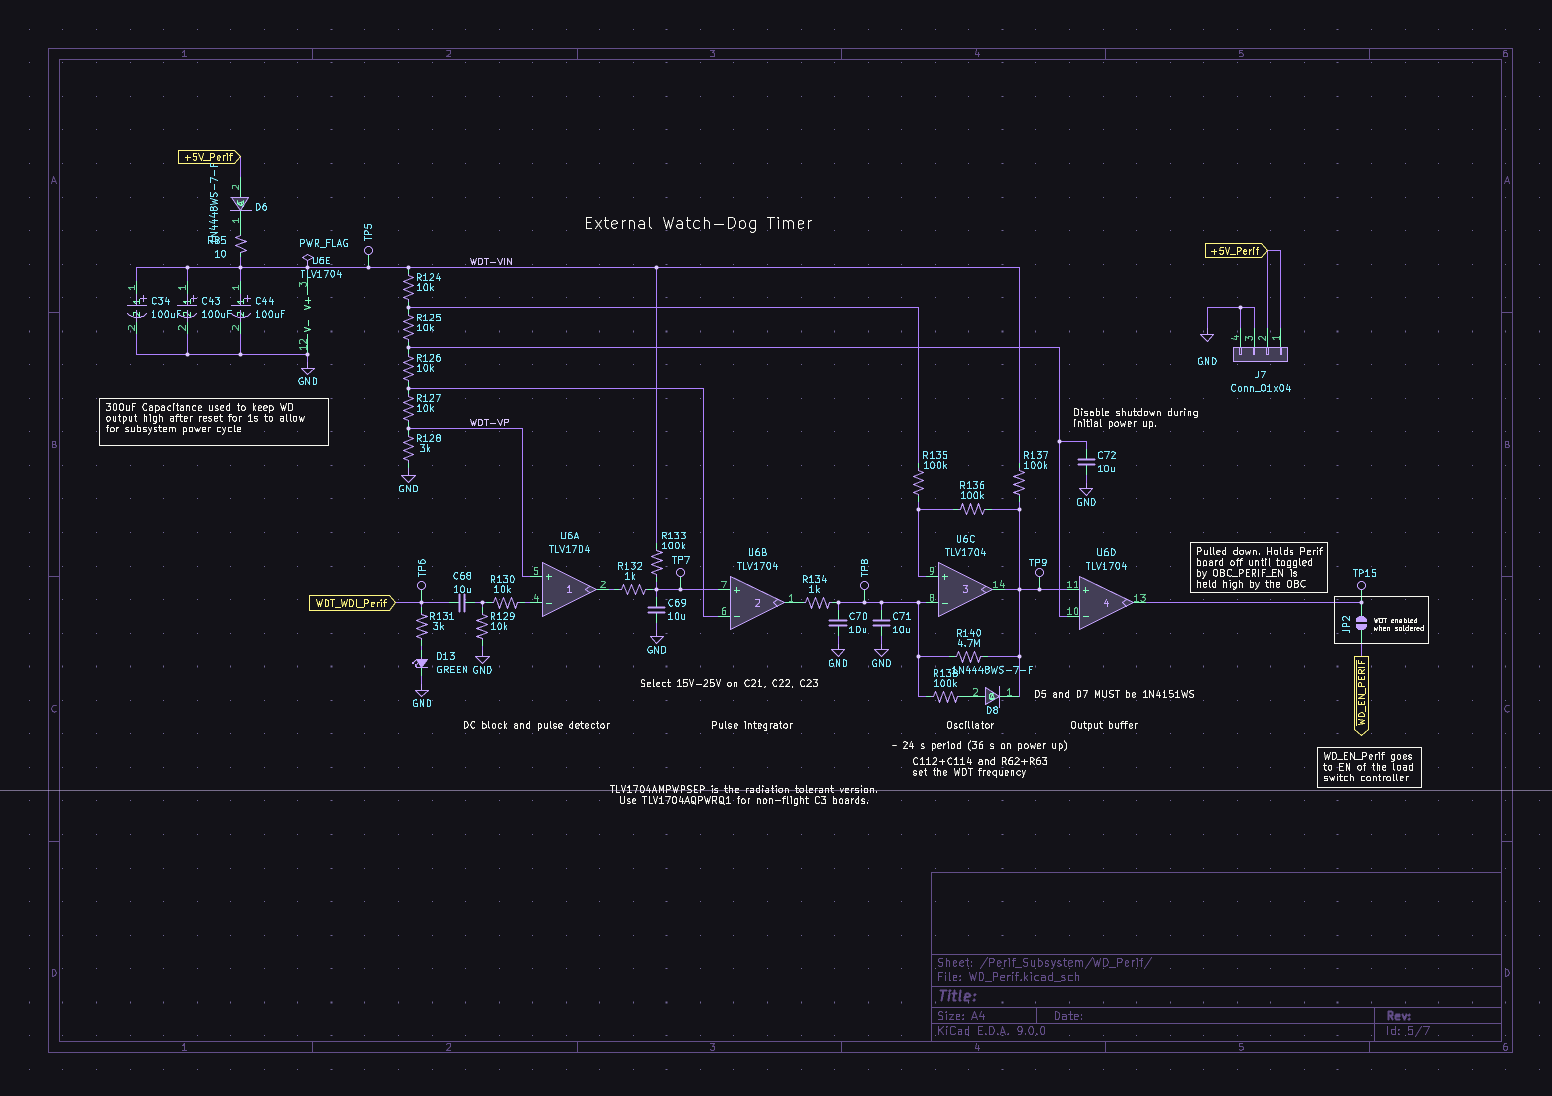 1 2 3 4 5 6
A
A
+5V_Perif
2
1N4448WS-7-F
D6
1
R85
10
External Watch-Dog Timer
PWR_FLAG
TP5
U6E
TLV1704
WDT-VIN
+5V_Perif
3
V+
V-
12
1
C34
100uF
2
1
C43
100uF
2
1
C44
100uF
2
GND
R124
10k
R125
10k
R126
10k
R127
10k
WDT-VP
R128
3k
GND
4 3 2 1
GND
J7
Conn_01x04
300uF Capacitance used to keep WD
output high after reset for 1s to allow
for subsystem power cycle
Disable shutdown during
initial power up.
B
B
R135
100k
R137
100k
C72
10u
GND
R136
100k
U6A
TLV1704
R133
100k
TP7
U6B
TLV1704
U6C
TLV1704
TP9
U6D
TLV1704
Pulled down. Holds Perif
board off until toggled
by OBC_PERIF_EN is
held high by the OBC
TP15
WDT_WDI_Perif
TP6
C68
10u
R130
10k
R131
3k
R129
10k
D13
GREEN
GND
GND
5
+
4
-
1
2
R132
1k
C69
10u
GND
7
+
6
-
2
1
R134
1k
TP8
C70
10u
GND
C71
10u
GND
9
+
8
-
3
14
11
+
10
-
4
13
R140
4.7M
1N4448WS-7-F
R138
100k
2
1
D8
JP2
WDT enabled
when soldered
WD_EN_PERIF
Select 15V-25V on C21, C22, C23
D5 and D7 MUST be 1N4151WS
C
C
DC block and pulse detector
Pulse integrator
Oscillator
Output buffer
~ 24 s period (36 s on power up)
C112+C114 and R62+R63
set the WDT frequency
WD_EN_Perif goes
to EN of the load
switch controller
TLV1704AMPWPSEP is the radiation tolerant version.
Use TLV1704AQPWRQ1 for non-flight C3 boards.
D
D
Sheet: /Perif_Subsystem/WD_Perif/
File: WD_Perif.kicad_sch
Title:
Size: A4
Date:
Rev:
KiCad E.D.A. 9.0.0
Id: 5/7
1 2 3 4 5 6